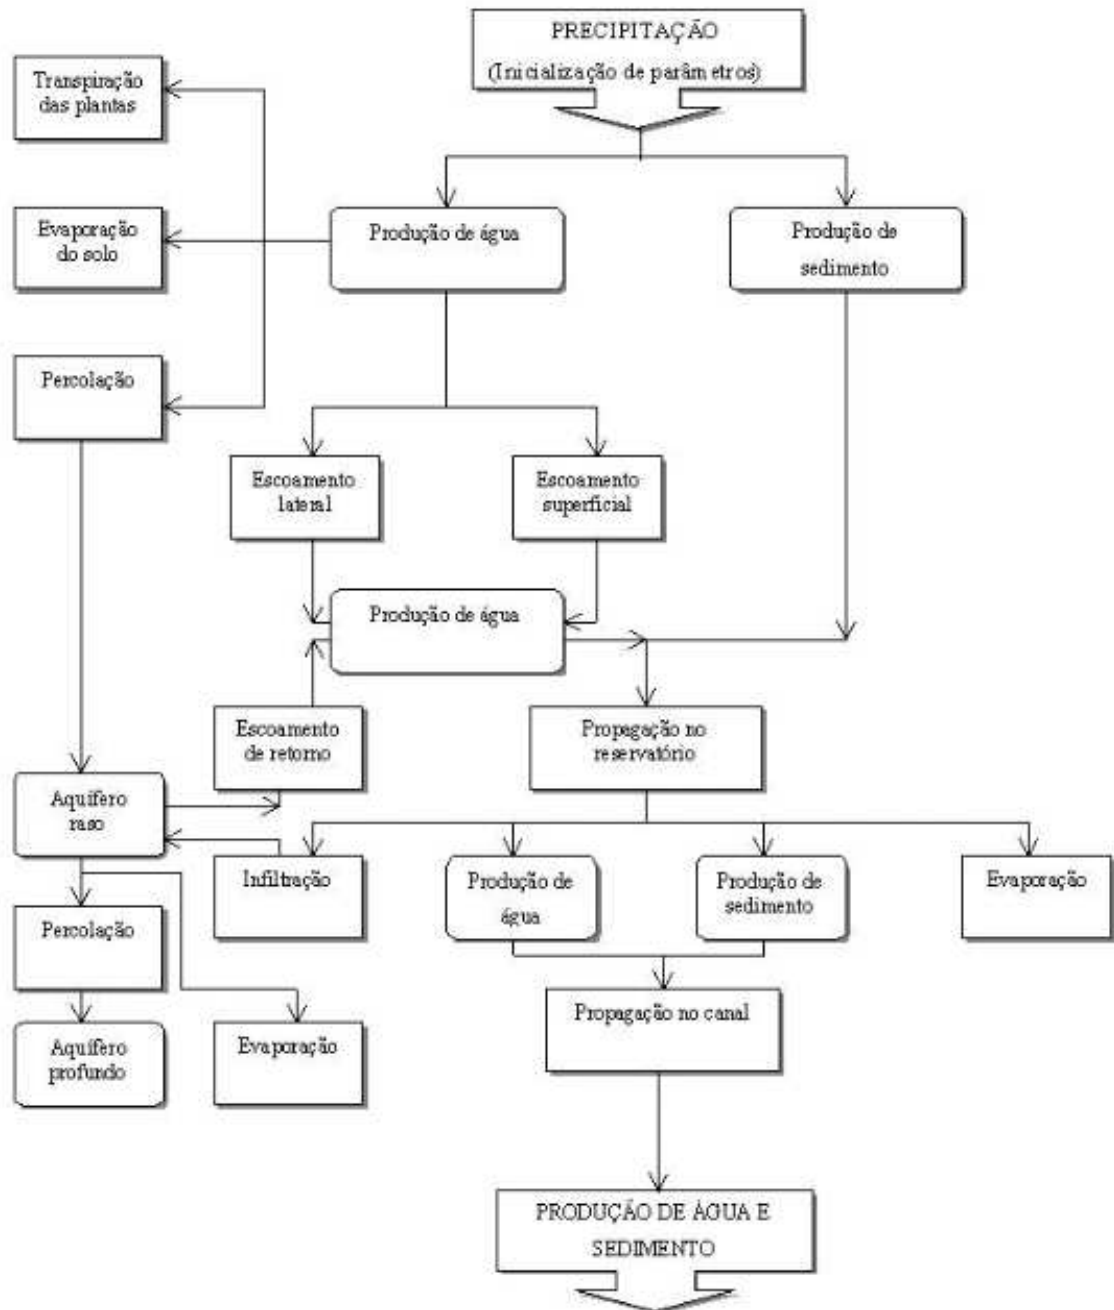 PRECIPITAÇÃO
(Inicialização de parâmetros)
Transpiração
das plantas
Evaporação
do solo
Produção de água
Produção de
sedimento
Percolação
Escoamento
lateral
Escoamento
superficial
Produção de água
Escoamento
de retorno
Propagação no
reservatório
Aquífero
raso
Infiltração
Produção de
água
Produção de
sedimento
Evaporação
Percolação
Propagação no canal
Aquífero
profundo
Evaporação
PRODUÇÃO DE ÁGUA E
SEDIMENTO